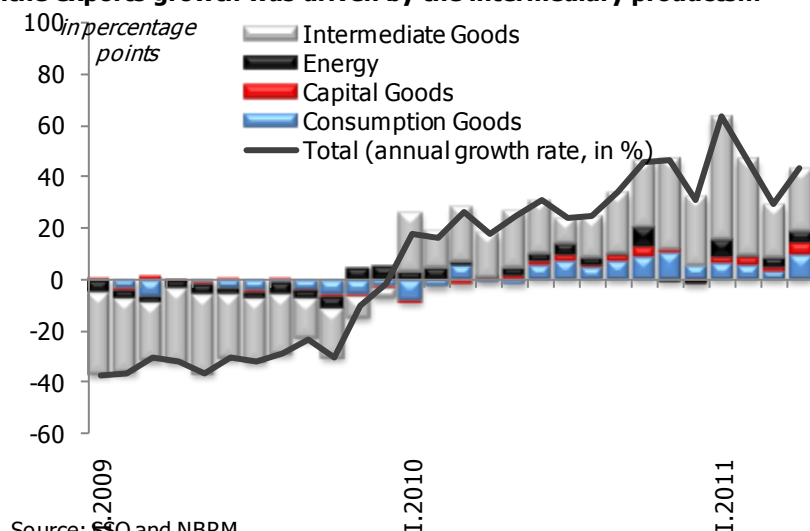 the exports growth was driven by the intermediary products...
100
in percentage
points
Intermediate Goods
Energy
Capital Goods
Consumption Goods
Total (annual growth rate, in %)
80
60
40
20
0
-20
-40
-60
I.2009
I.2010
I.2011
Source: SSO and NBRM